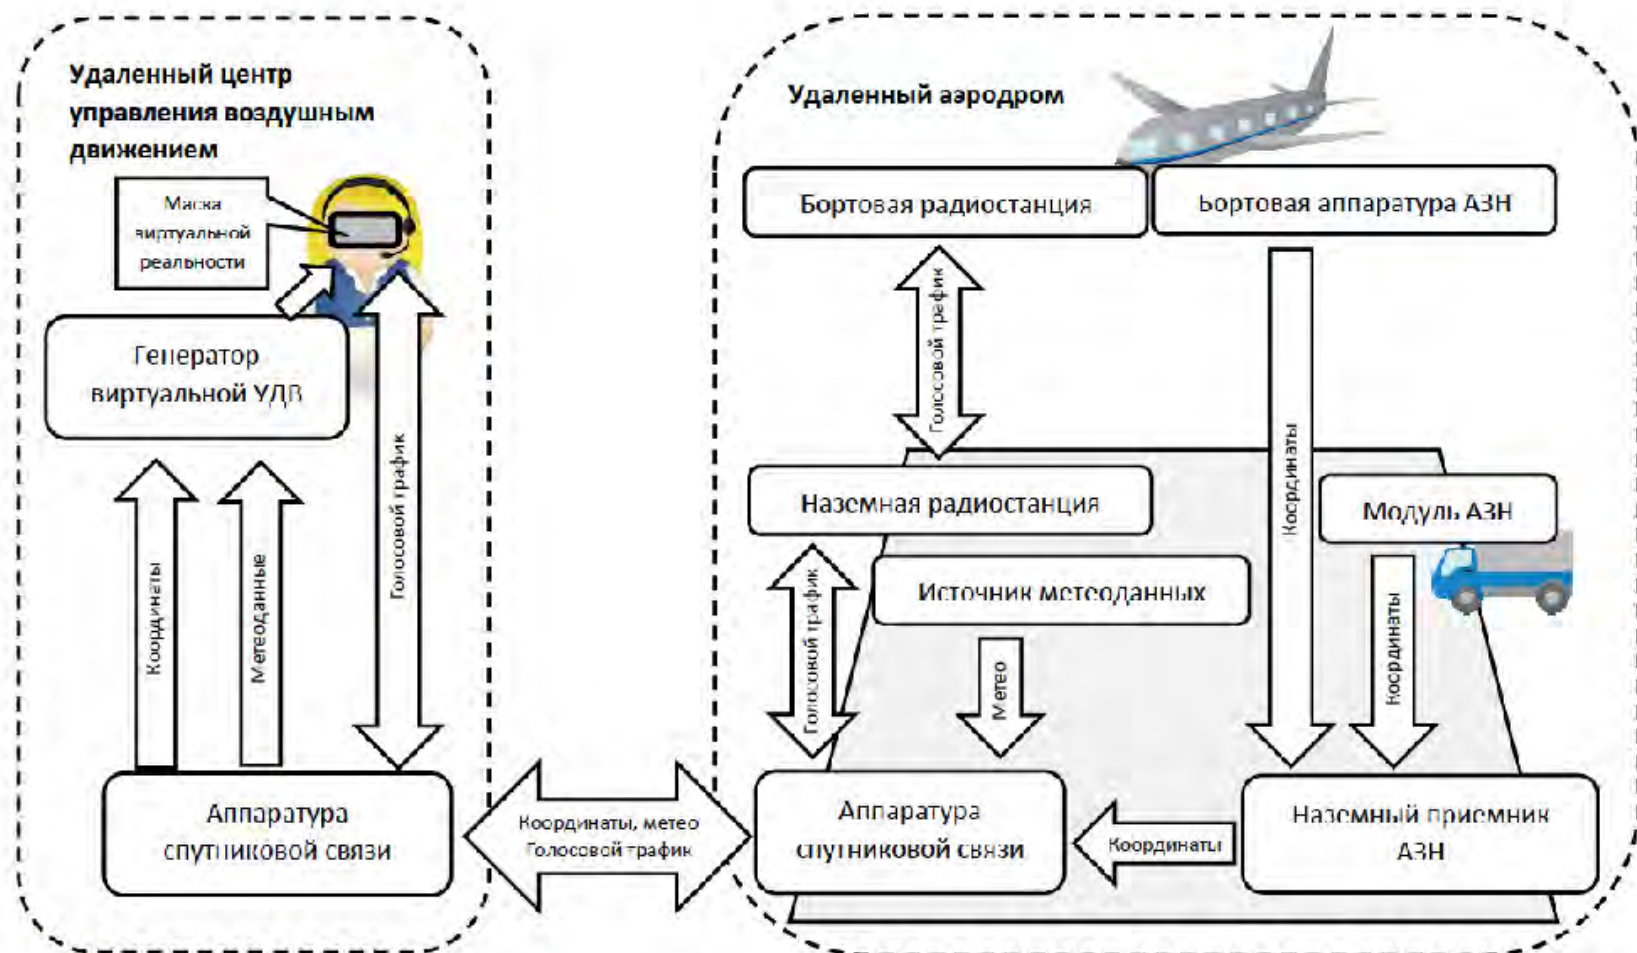 Удаленный центр
управления воздушным
движением
Маска
виртуальной
реальности
Генератор
виртуальной УДВ
Координаты
Метеоданные
Голосовой трафик
Аппаратура
спутниковой связи
Координаты, метео
Голосовой трафик
Удаленный аэродром
Бортовая радиостанция
Бортовая аппаратура АЗН
Голосовой трафик
Координаты
Наземная радиостанция
Модуль АЗН
Источник метеоданных
Голосовой трафик
Метео
Координаты
Аппаратура
спутниковой связи
Координаты
Наземный приемник
АЗН